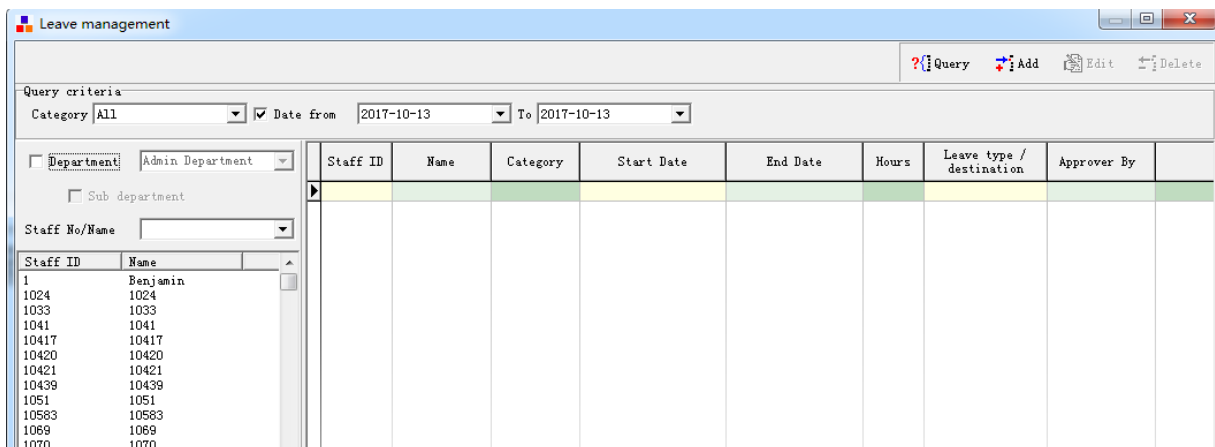 Leave management
Query Add Edit Delete
Query criteria
Category All Date from 2017-10-13 To 2017-10-13
Department Admin Department
Sub department
Staff No/Name
Staff ID Name Category Start Date End Date Hours Leave type / destination Approver By
Staff ID Name
1 Benjamin
1024 1024
1033 1033
1041 1041
10417 10417
10420 10420
10421 10421
10439 10439
1051 1051
10583 10583
1069 1069
1070 1070